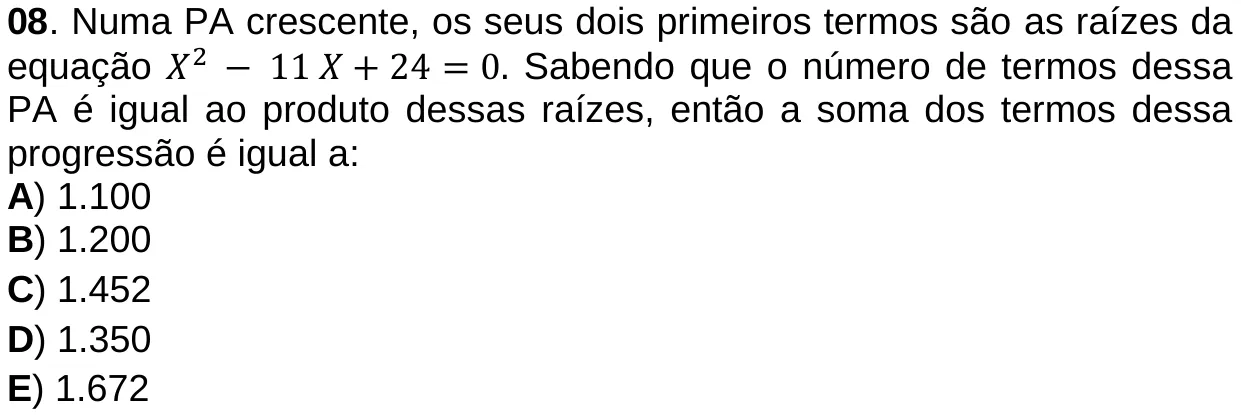 08. Numa PA crescente, os seus dois primeiros termos são as raízes da
equação X² − 11 X + 24 = 0. Sabendo que o número de termos dessa
PA é igual ao produto dessas raízes, então a soma dos termos dessa
progressão é igual a:
A) 1.100
B) 1.200
C) 1.452
D) 1.350
E) 1.672